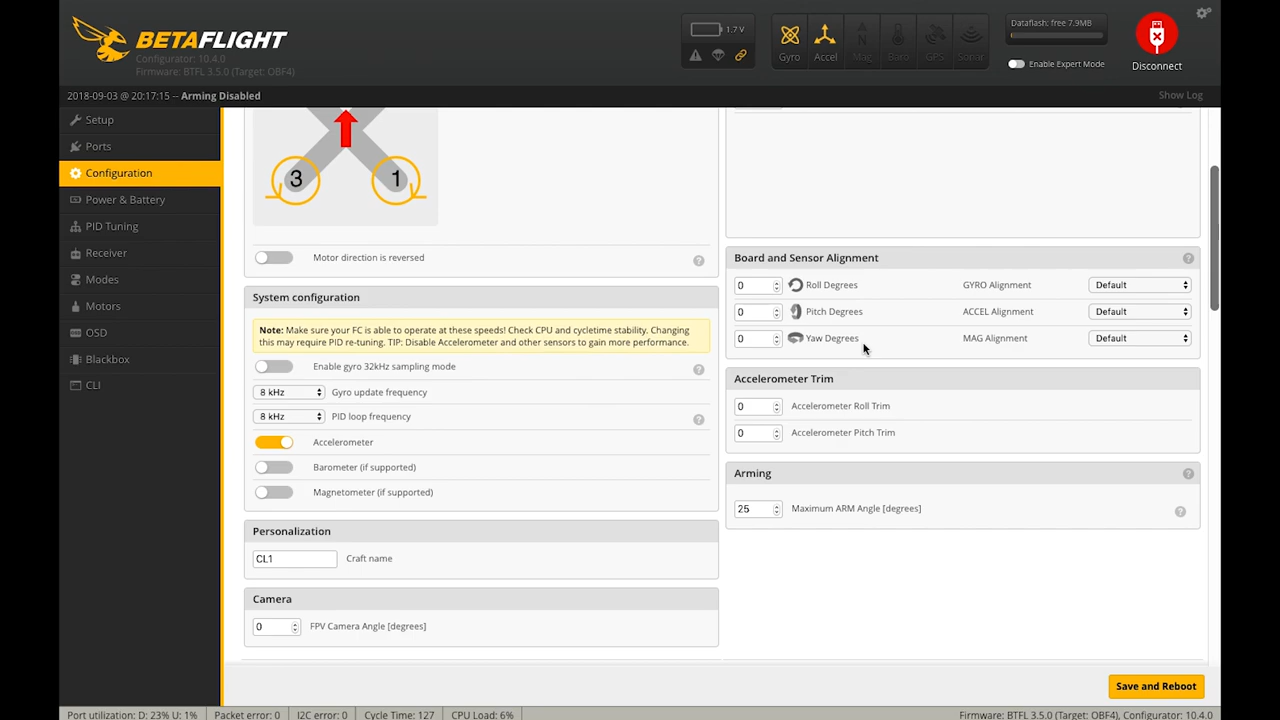 BETAFLIGHT
Configurator: 10.4.0
Firmware: BTFL 3.5.0 (Target: OBF4)
1.7 V
Gyro
Accel
Mag
Baro
GPS
Sonar
Dataflash: free 7.9MB
Enable Expert Mode
Disconnect
2018-09-03 @ 20:17:15 -- Arming Disabled
Show Log
Setup
Ports
Configuration
Power & Battery
PID Tuning
Receiver
Modes
Motors
OSD
Blackbox
CLI
3
1
Motor direction is reversed
System configuration
Note: Make sure your FC is able to operate at these speeds! Check CPU and cycletime stability. Changing
this may require PID re-tuning. TIP: Disable Accelerometer and other sensors to gain more performance.
Enable gyro 32kHz sampling mode
8 kHz Gyro update frequency
8 kHz PID loop frequency
Accelerometer
Barometer (if supported)
Magnetometer (if supported)
Personalization
CL1 Craft name
Camera
0 FPV Camera Angle [degrees]
Board and Sensor Alignment
0 Roll Degrees GYRO Alignment Default
0 Pitch Degrees ACCEL Alignment Default
0 Yaw Degrees MAG Alignment Default
Accelerometer Trim
0 Accelerometer Roll Trim
0 Accelerometer Pitch Trim
Arming
25 Maximum ARM Angle [degrees]
Save and Reboot
Port utilization: D: 23% U: 1% Packet error: 0 I2C error: 0 Cycle Time: 127 CPU Load: 6% Firmware: BTFL 3.5.0 (Target: OBF4), Configurator: 10.4.0